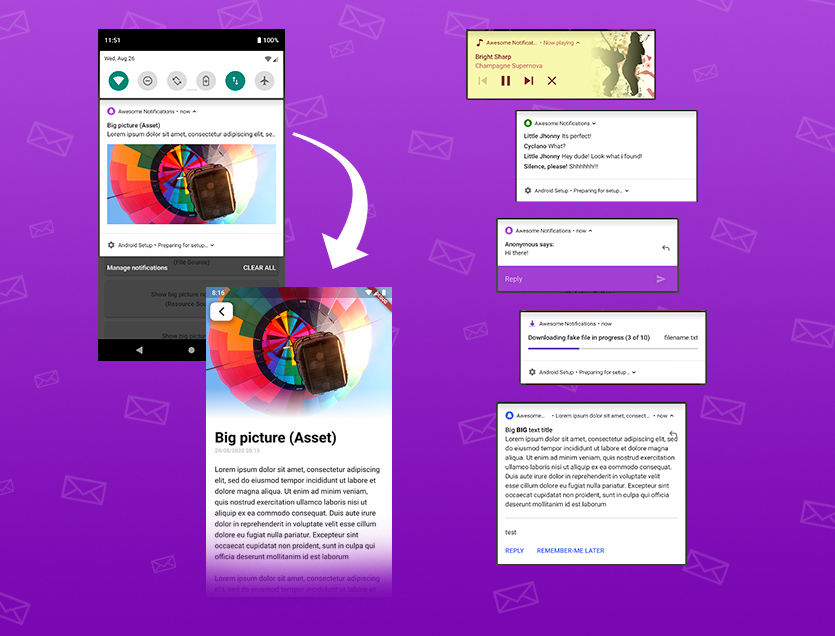 11:51
100%
Wed, Aug 26
Awesome Notifications • now
Big picture (Asset)
Lorem ipsum dolor sit amet, consectetur adipiscing elit, se..
Android Setup • Preparing for setup...
(File Source)
Manage notifications
CLEAR ALL
Show big picture
(Resource
Show big
8:16
Big picture (Asset)
24/08/2020 20:15
Lorem ipsum dolor sit amet, consectetur adipiscing
elit, sed do eiusmod tempor incididunt ut labore et
dolore magna aliqua. Ut enim ad minim veniam,
quis nostrud exercitation ullamco laboris nisi ut
aliquip ex ea commodo consequat. Duis aute irure
dolor in reprehenderit in voluptate velit esse cillum
dolore eu fugiat nulla pariatur. Excepteur sint
occaecat cupidatat non proident, sunt in culpa qui
officia deserunt mollitanim id est laborum
Lorem ipsum dolor sit amet, consectetur adipiscing
Awesome Notificat.. • Now playing
Bright Sharp
Champagne Supernova
Awesome Notifications
Little Jhonny Its perfect!
Cyclano What?
Little Jhonny Hey dude! Look what i found!
Silence, please! Shhhhhh!!!
Android Setup • Preparing for setup...
Awesome Notifications • now
Anonymous says:
Hi there!
Reply
Awesome Notifications • now
Downloading fake file in progress (3 of 10)
filename.txt
Android Setup • Preparing for setup...
Awesome... • Lorem ipsum dolor sit amet, consect... • now
Big BIG text title
Lorem ipsum dolor sit amet, consectetur adipiscing elit, sed
do eiusmod tempor incididunt ut labore et dolore magna
aliqua. Ut enim ad minim veniam, quis nostrud exercitation
ullamco laboris nisi ut aliquip ex ea commodo consequat.
Duis aute irure dolor in reprehenderit in voluptate velit esse
cillum dolore eu fugiat nulla pariatur. Excepteur sint
occaecat cupidatat non proident, sunt in culpa qui officia
deserunt mollitanim id est laborum
test
REPLY
REMEMBER-ME LATER